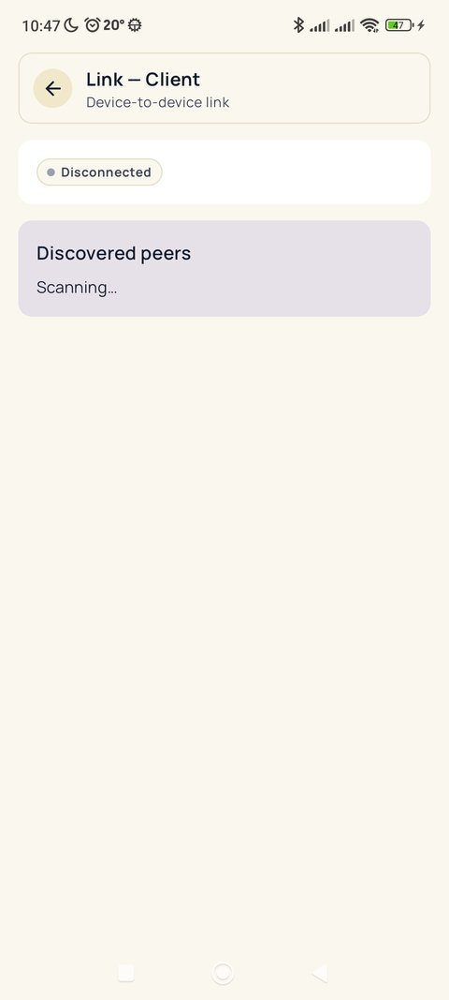 10:47 20°
47
Link — Client
Device-to-device link
Disconnected
Discovered peers
Scanning...